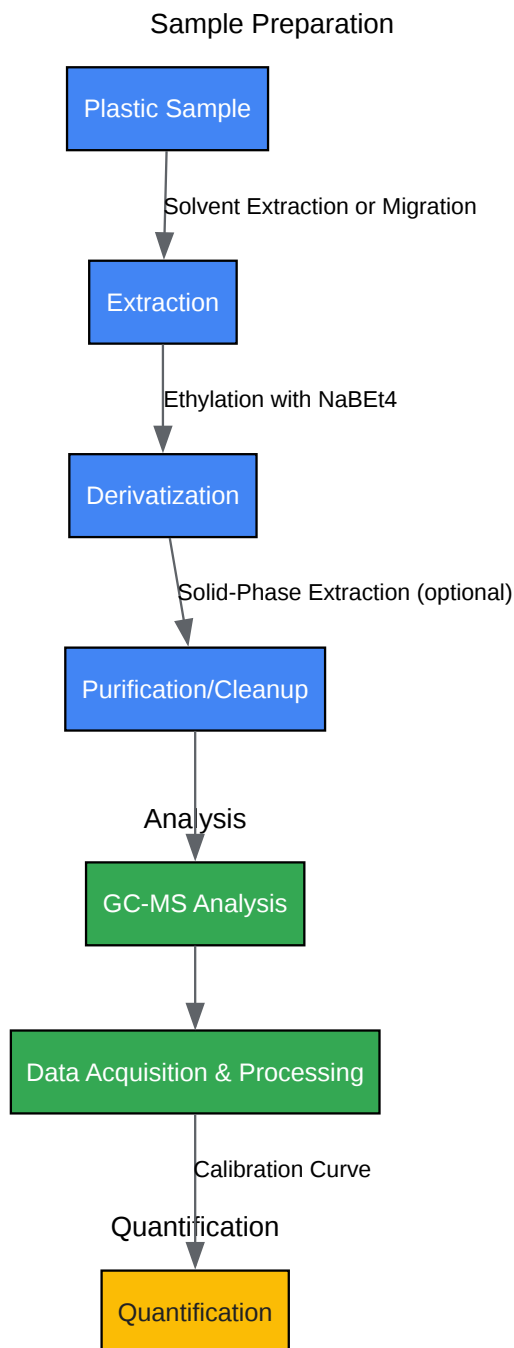 Sample Preparation
Plastic Sample
Solvent Extraction or Migration
Extraction
Ethylation with NaBEt4
Derivatization
Solid-Phase Extraction (optional)
Purification/Cleanup
Analysis
GC-MS Analysis
Data Acquisition & Processing
Calibration Curve
Quantification
Quantification